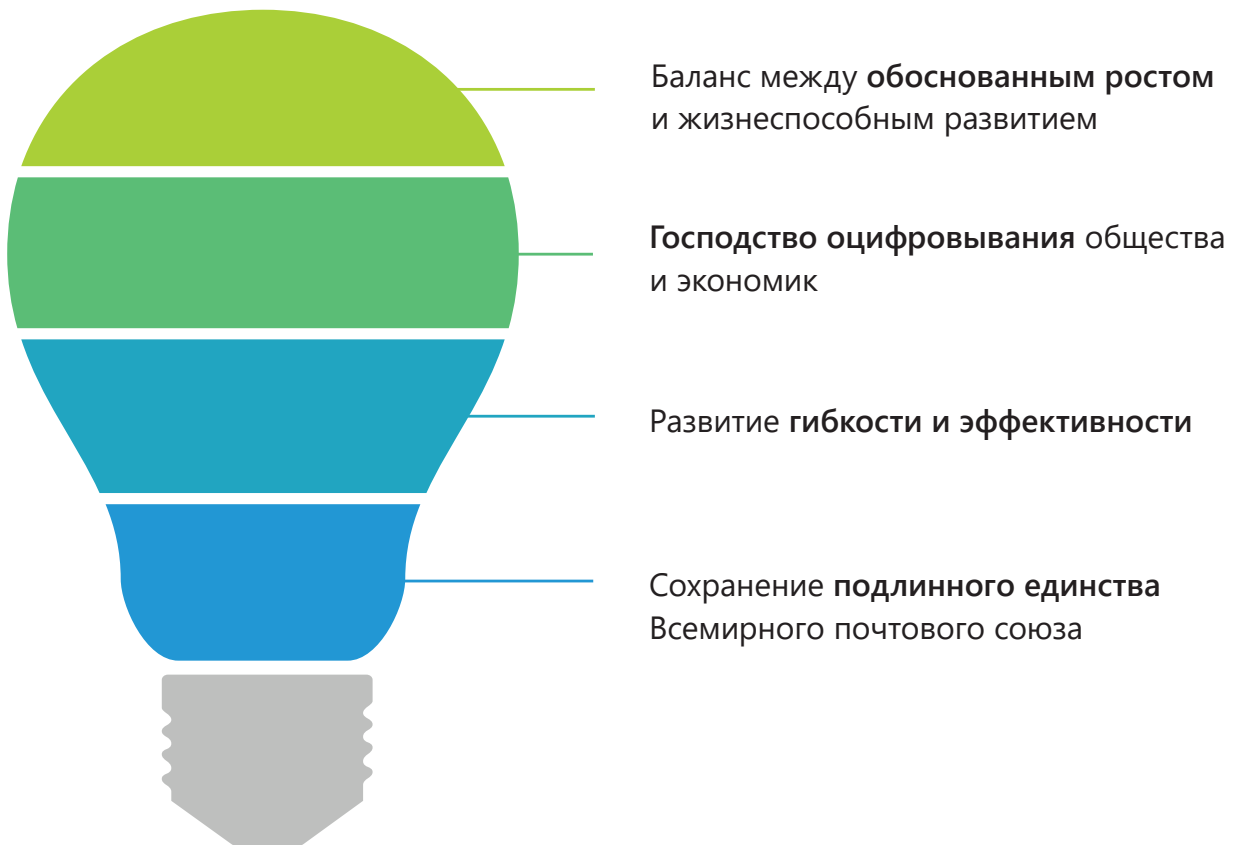 Баланс между обоснованным ростом
и жизнеспособным развитием
Господство оцифровывания общества
и экономик
Развитие гибкости и эффективности
Сохранение подлинного единства
Всемирного почтового союза